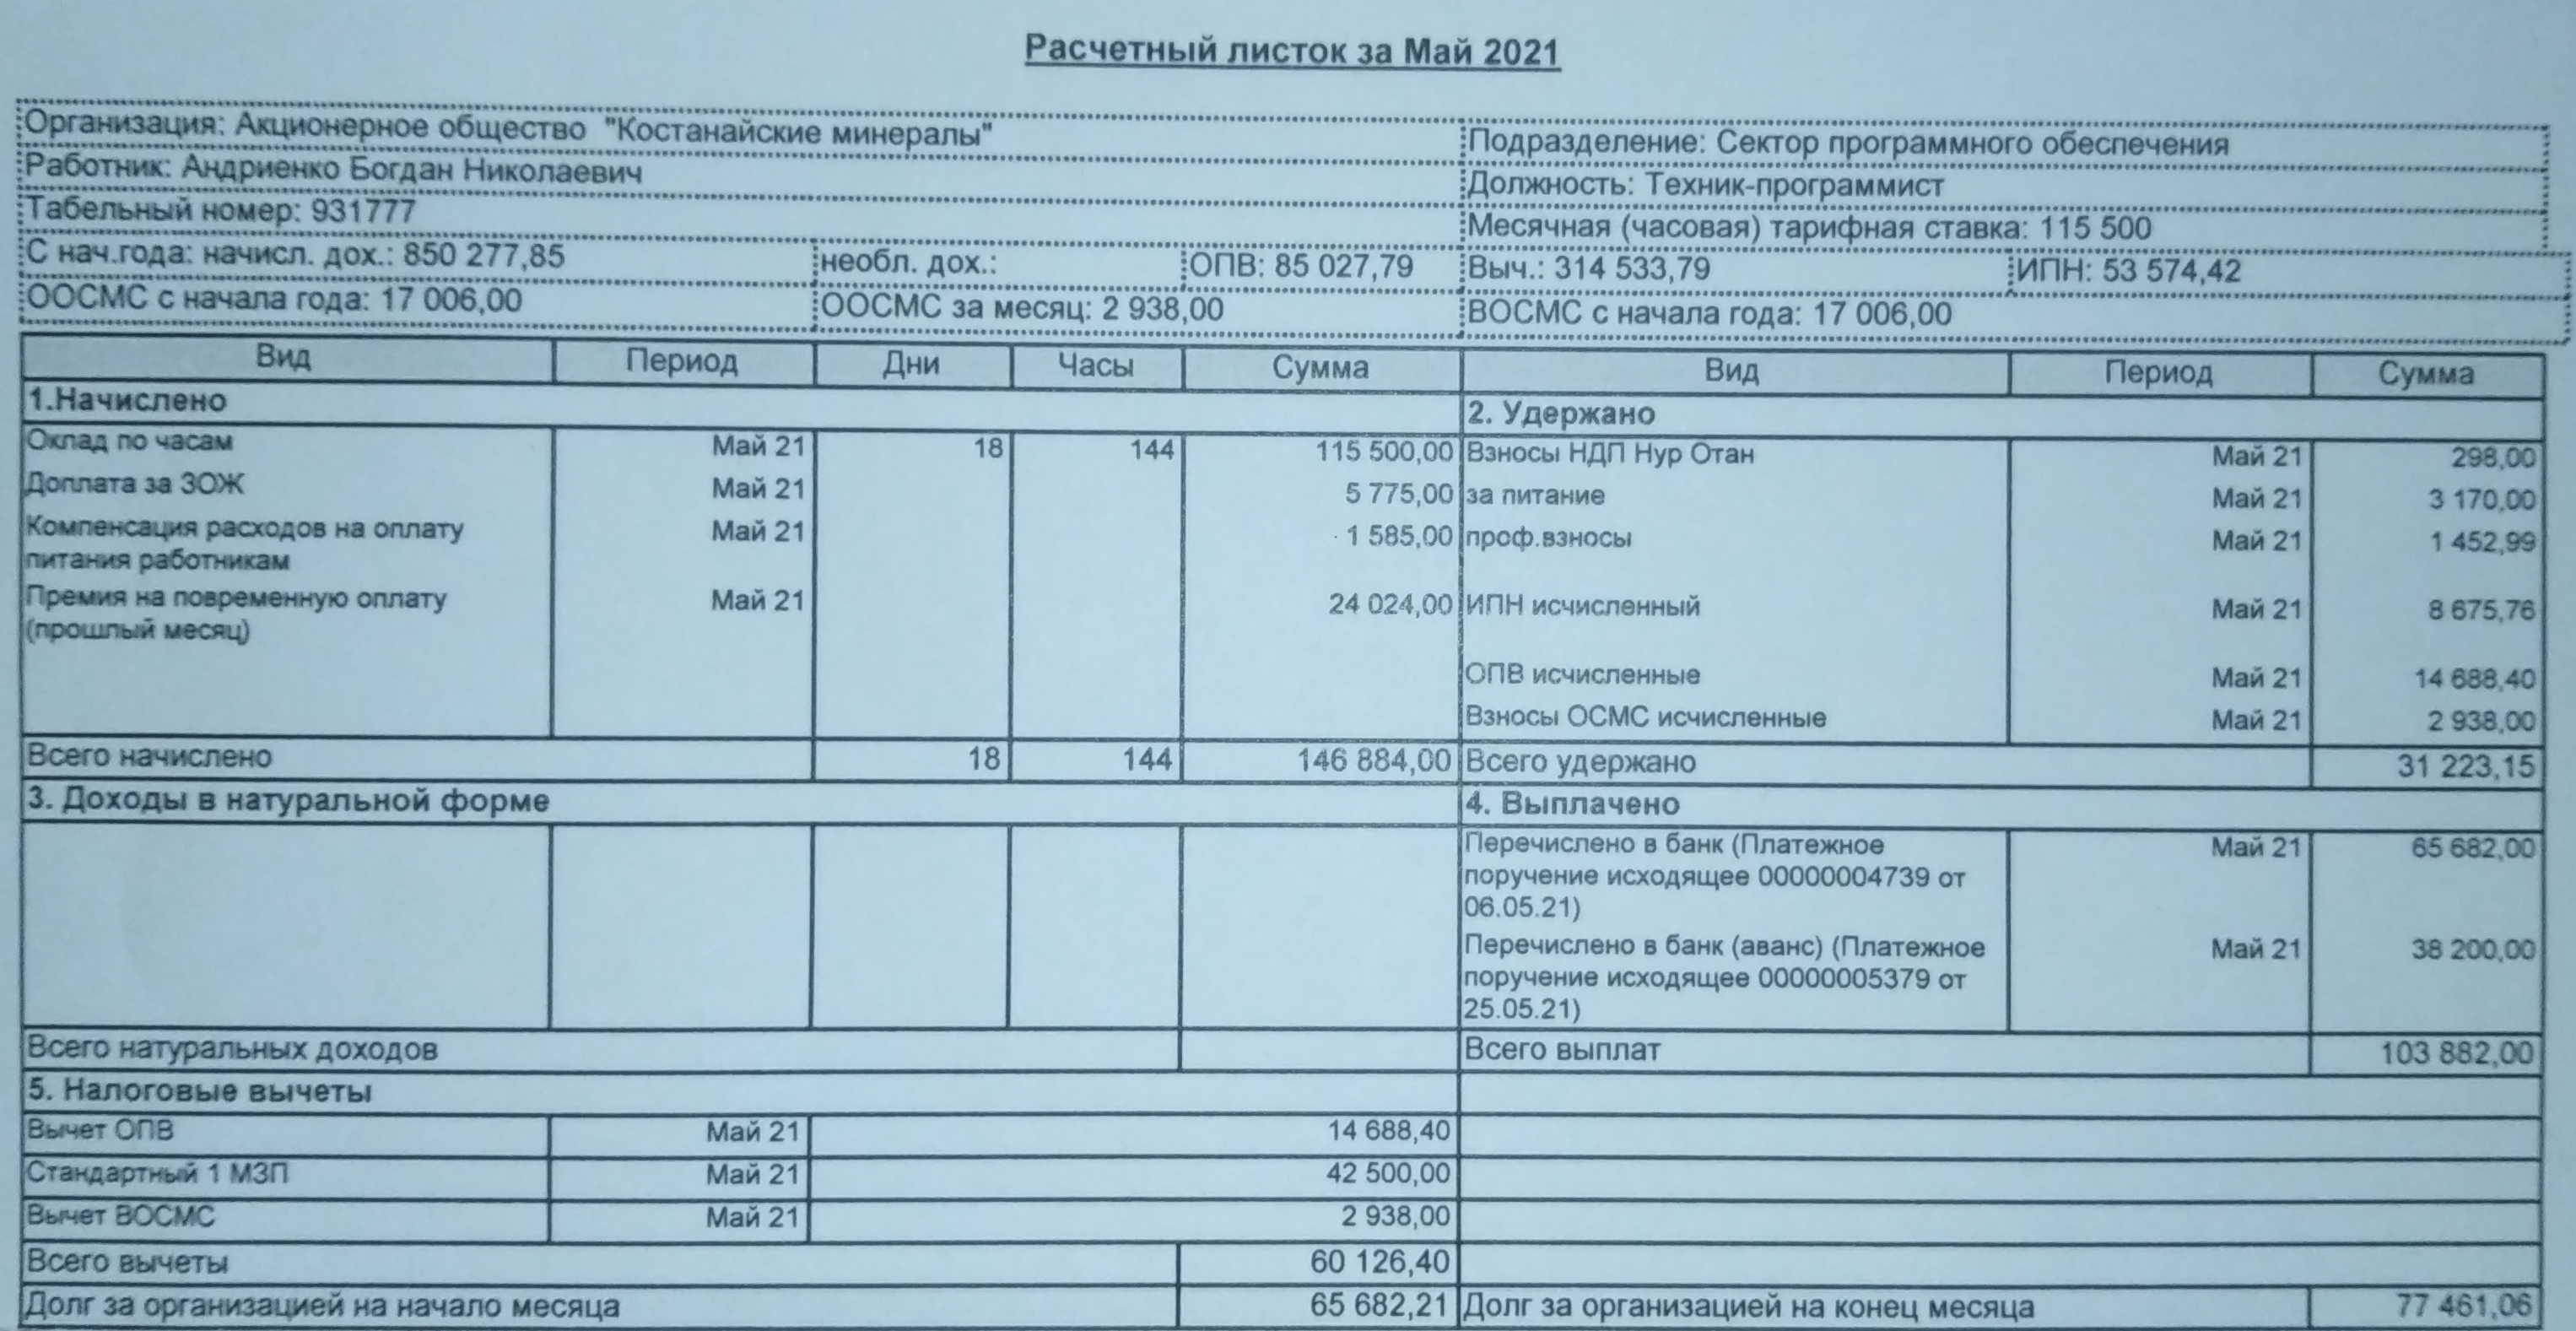 Расчетный листок за Май 2021
Организация: Акционерное общество "Костанайские минералы" Подразделение: Сектор программного обеспечения
Работник: Андриенко Богдан Николаевич Должность: Техник-программист
Табельный номер: 931777 Месячная (часовая) тарифная ставка: 115 500
С нач.года: начисл. дох.: 850 277,85 необл. дох.: ОПВ: 85 027,79 Выч.: 314 533,79 ИПН: 53 574,42
ООСМС с начала года: 17 006,00 ООСМС за месяц: 2 938,00 ВОСМС с начала года: 17 006,00
Вид Период Дни Часы Сумма Вид Период Сумма
1.Начислено 2. Удержано
Оклад по часам Май 21 18 144 115 500,00 Взносы НДП Нур Отан Май 21 298,00
Доплата за ЗОЖ Май 21 5 775,00 за питание Май 21 3 170,00
Компенсация расходов на оплату Май 21 1 585,00 проф.взносы Май 21 1 452,99
питания работникам
Премия на повременную оплату Май 21 24 024,00 ИПН исчисленный Май 21 8 675,76
(прошлый месяц)
ОПВ исчисленные Май 21 14 688,40
Взносы ОСМС исчисленные Май 21 2 938,00
Всего начислено 18 144 146 884,00 Всего удержано 31 223,15
3. Доходы в натуральной форме 4. Выплачено
Перечислено в банк (Платежное Май 21 65 682,00
поручение исходящее 00000004739 от
06.05.21)
Перечислено в банк (аванс) (Платежное Май 21 38 200,00
поручение исходящее 00000005379 от
25.05.21)
Всего натуральных доходов Всего выплат 103 882,00
5. Налоговые вычеты
Вычет ОПВ Май 21 14 688,40
Стандартный 1 МЗП Май 21 42 500,00
Вычет ВОСМС Май 21 2 938,00
Всего вычеты 60 126,40
Долг за организацией на начало месяца 65 682,21 Долг за организацией на конец месяца 77 461,06